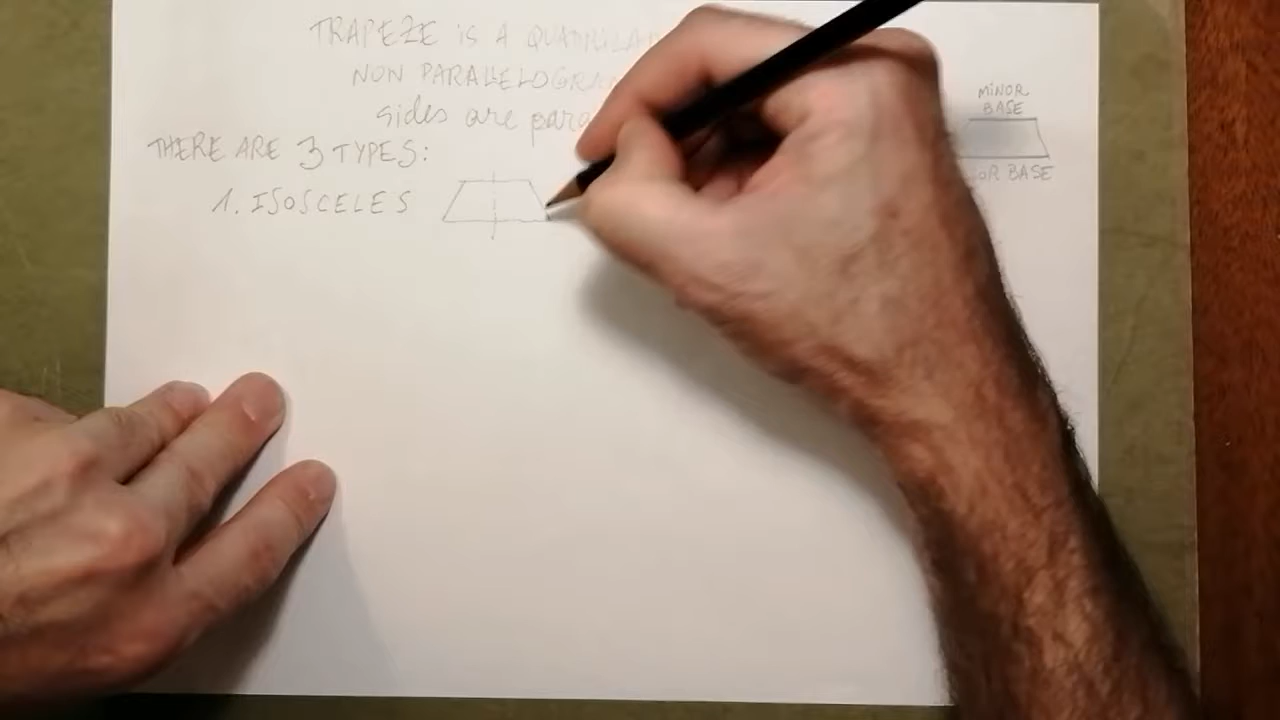 TRAPEZE iS A
NON PARALLELOGRA
sides are para
MiNOR
BASE
THERE ARE 3 TYPES:
OR BASE
1. ISOSCELES